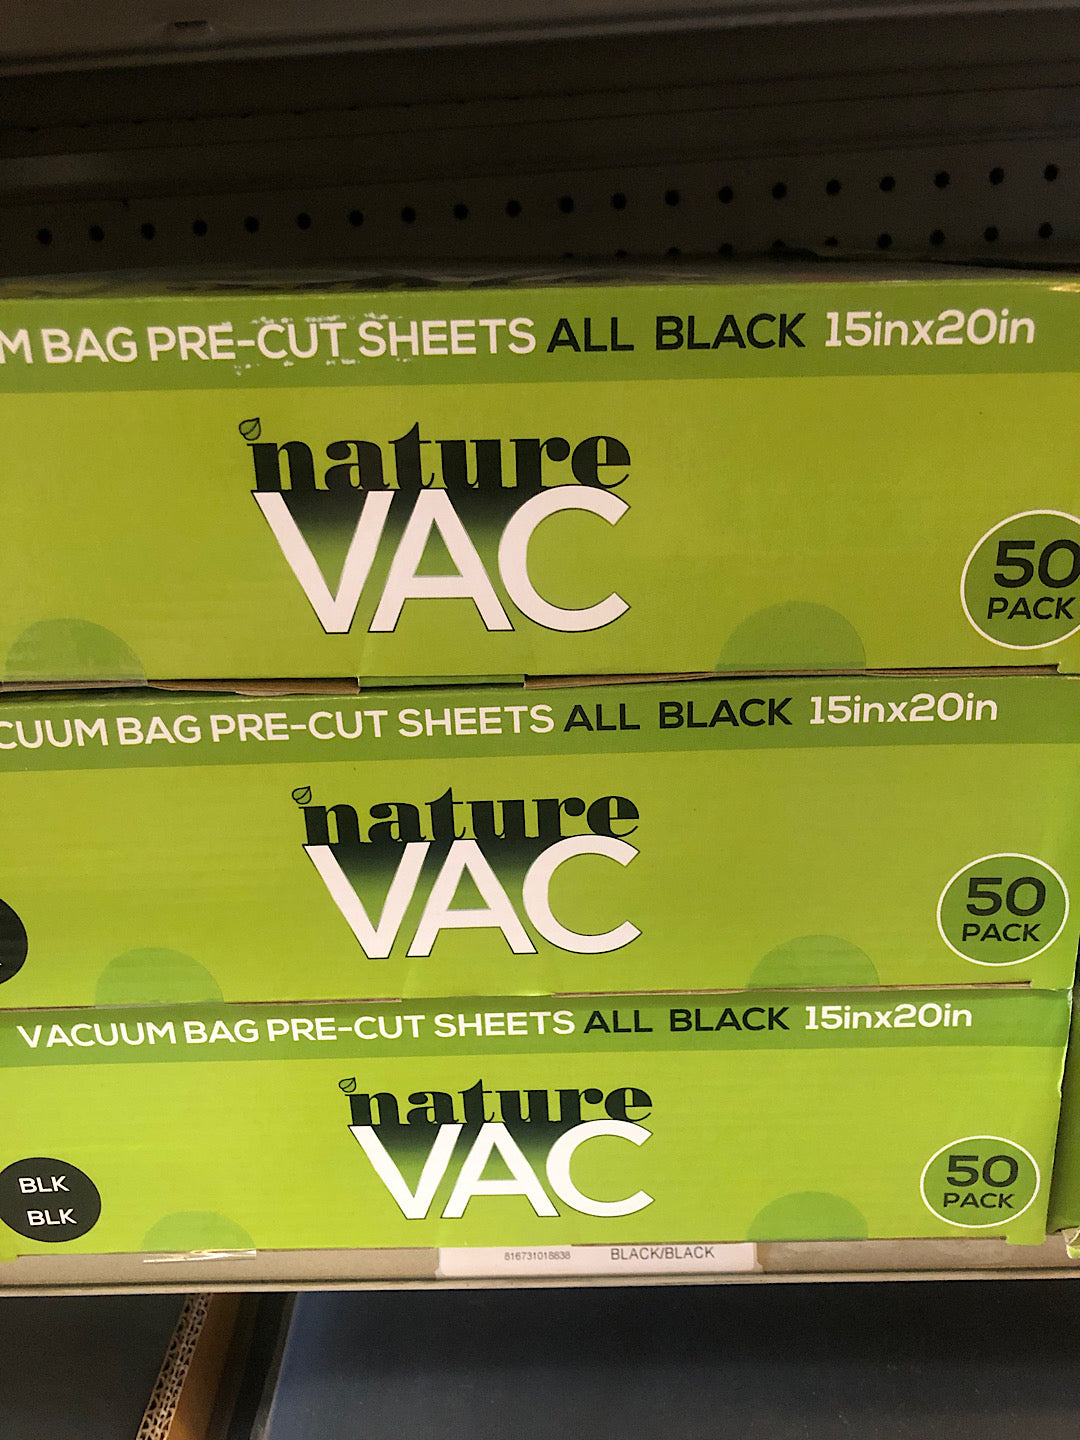 M BAG PRE-CUT SHEETS ALL BLACK 15inx20in
nature
VAC
50
PACK
CUUM BAG PRE-CUT SHEETS ALL BLACK 15inx20in
nature
VAC
50
PACK
VACUUM BAG PRE-CUT SHEETS ALL BLACK 15inx20in
nature
VAC
BLK
BLK
50
PACK
816731018838 BLACK/BLACK